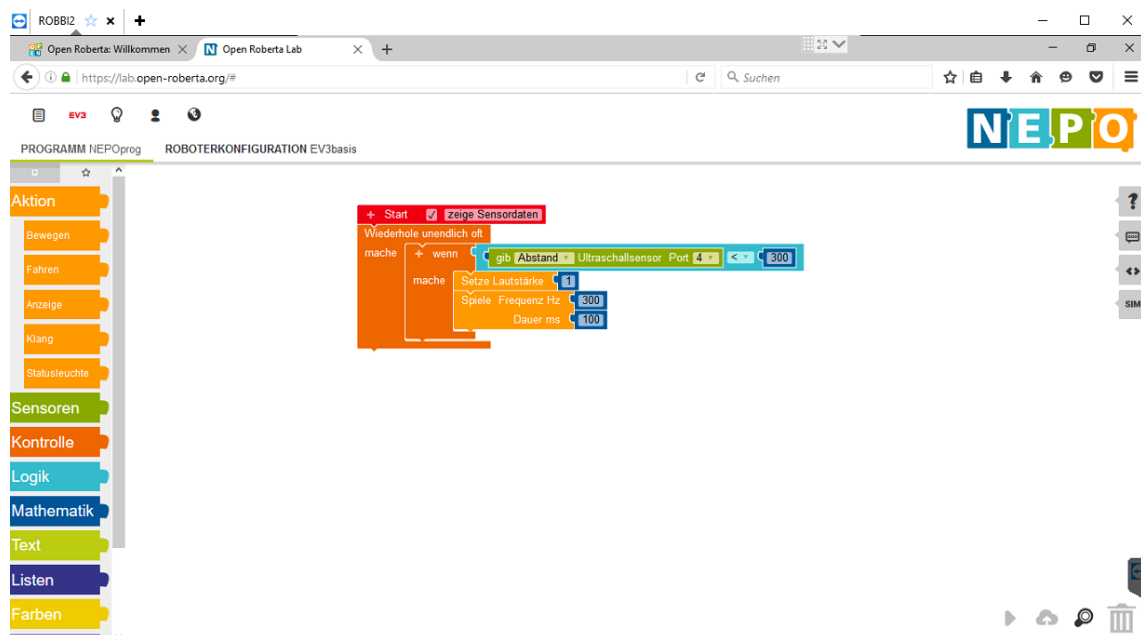 ROBBI2
Open Roberta: Willkommen
Open Roberta Lab
https://lab.open-roberta.org/#
Suchen
EV3
NEPO
PROGRAMM NEPOprog
ROBOTERKONFIGURATION EV3basis
Aktion
Bewegen
Fahren
Anzeige
Klang
Statusleuchte
Sensoren
Kontrolle
Logik
Mathematik
Text
Listen
Farben
+ Start zeige Sensordaten
Wiederhole unendlich oft
mache + wenn gib Abstand Ultraschallsensor Port 4 < 300
mache Setze Lautstärke 1
Spiele Frequenz Hz 300
Dauer ms 100
?
SIM